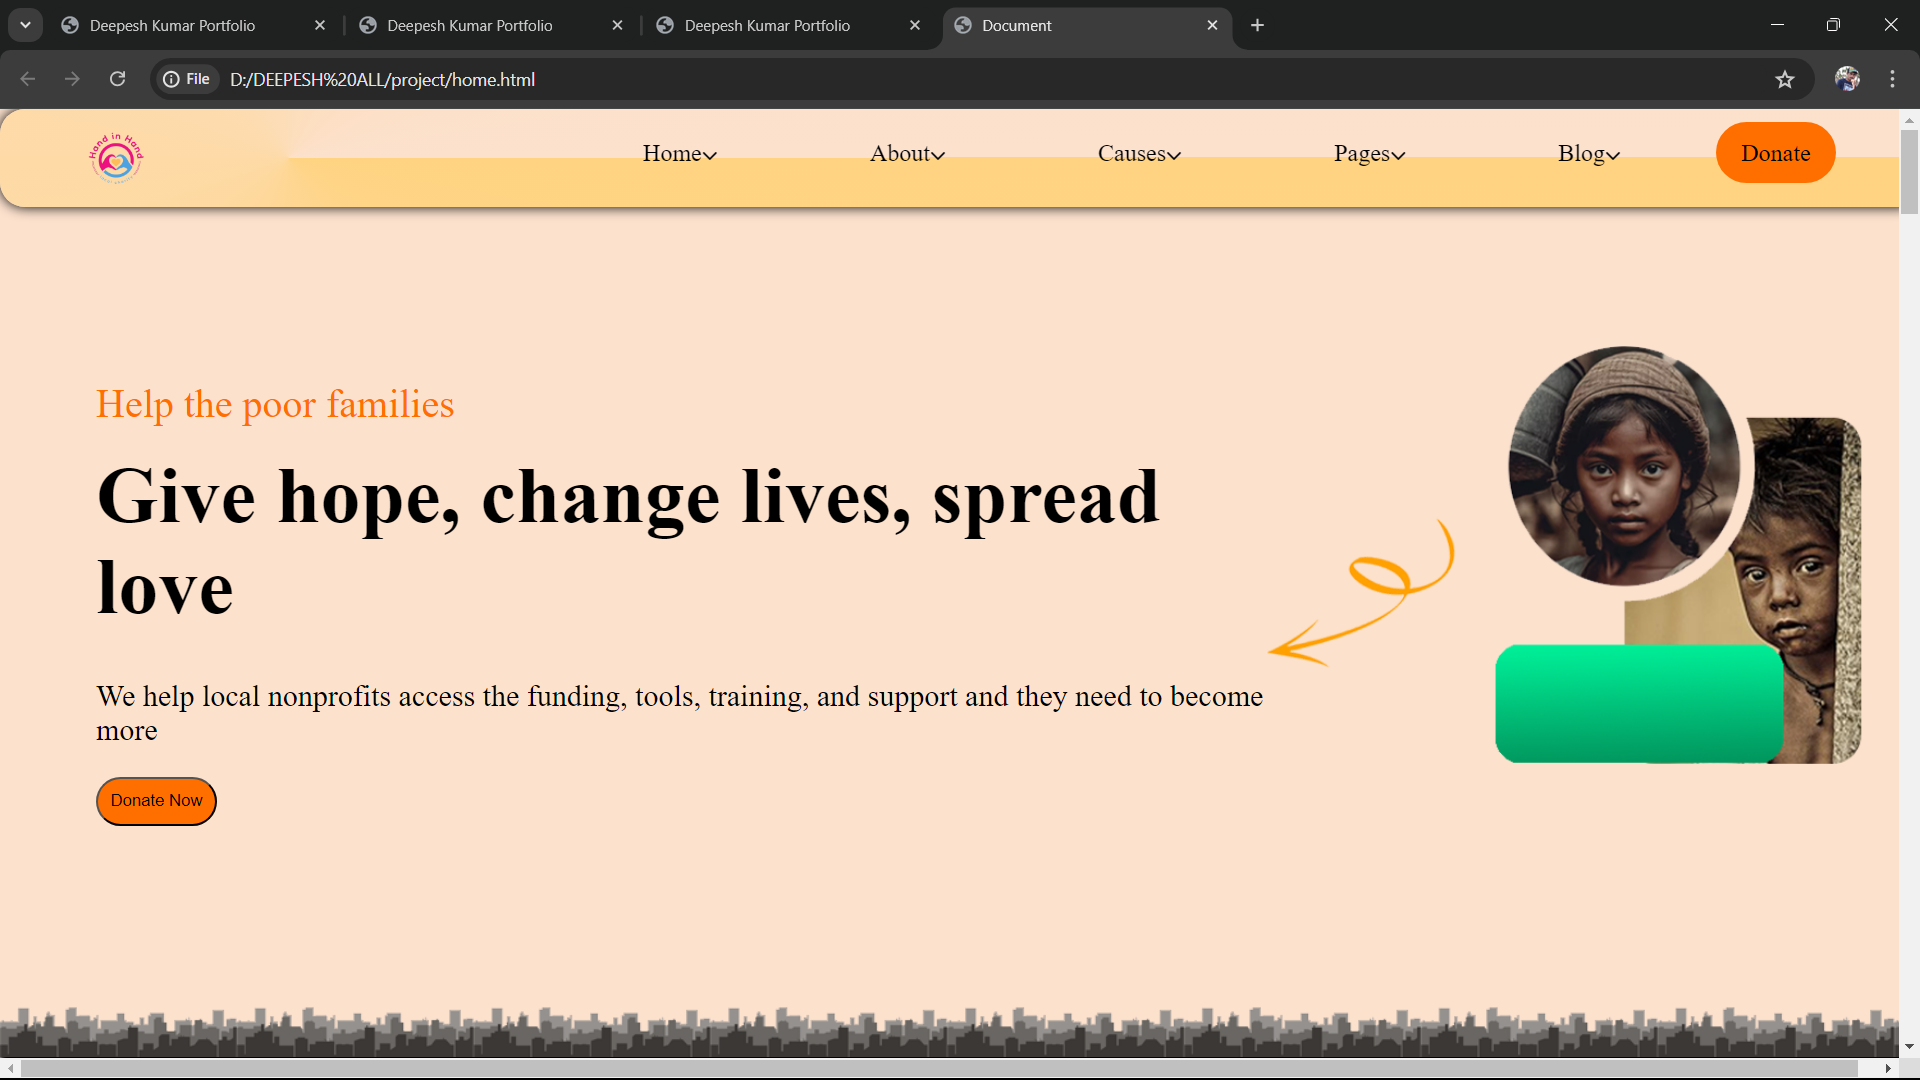 Deepesh Kumar Portfolio
Deepesh Kumar Portfolio
Deepesh Kumar Portfolio
Document
File
D:/DEEPESH%20ALL/project/home.html
Hand in Hand
Home
About
Causes
Pages
Blog
Donate
Help the poor families
Give hope, change lives, spread
love
We help local nonprofits access the funding, tools, training, and support and they need to become
more
Donate Now